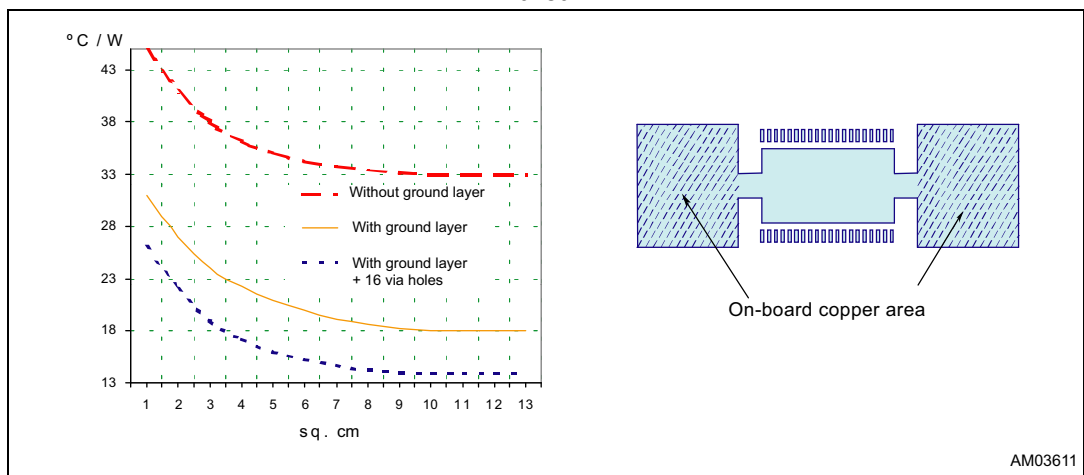 º C / W
43
38
33
28
23
18
13
1 2 3 4 5 6 7 8 9 10 11 12 13
sq. cm
Without ground layer
With ground layer
With ground layer
+ 16 via holes
On-board copper area
AM03611